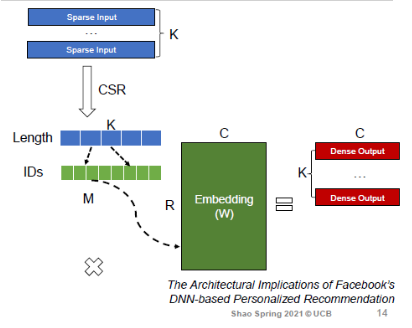 Sparse Input
...
Sparse Input
K
CSR
K
Length
IDs
M
C
R
Embedding
(W)
C
Dense Output
K
...
Dense Output
The Architectural Implications of Facebook's
DNN-based Personalized Recommendation
Shao Spring 2021 © UCB
14